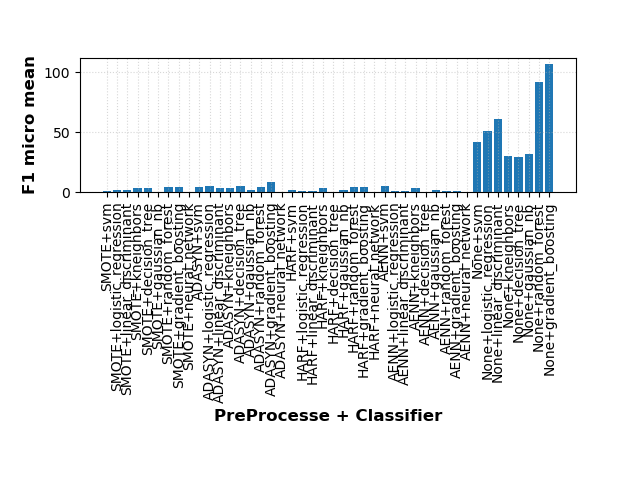 F1 micro mean
100
50
0
SMOTE+svm
SMOTE+logistic_regression
SMOTE+linear_discriminant
SMOTE+kneighbors
SMOTE+decision_tree
SMOTE+gaussian_nb
SMOTE+random_forest
SMOTE+gradient_boosting
SMOTE+neural_network
ADASYN+svm
ADASYN+logistic_regression
ADASYN+linear_discriminant
ADASYN+kneighbors
ADASYN+decision_tree
ADASYN+gaussian_nb
ADASYN+random_forest
ADASYN+gradient_boosting
ADASYN+neural_network
HARF+svm
HARF+logistic_regression
HARF+linear_discriminant
HARF+kneighbors
HARF+decision_tree
HARF+gaussian_nb
HARF+random_forest
HARF+gradient_boosting
HARF+neural_network
AENN+svm
AENN+logistic_regression
AENN+linear_discriminant
AENN+kneighbors
AENN+decision_tree
AENN+gaussian_nb
AENN+random_forest
AENN+gradient_boosting
AENN+neural_network
None+svm
None+logistic_regression
None+linear_discriminant
None+kneighbors
None+decision_tree
None+gaussian_nb
None+random_forest
None+gradient_boosting
PreProcesse + Classifier